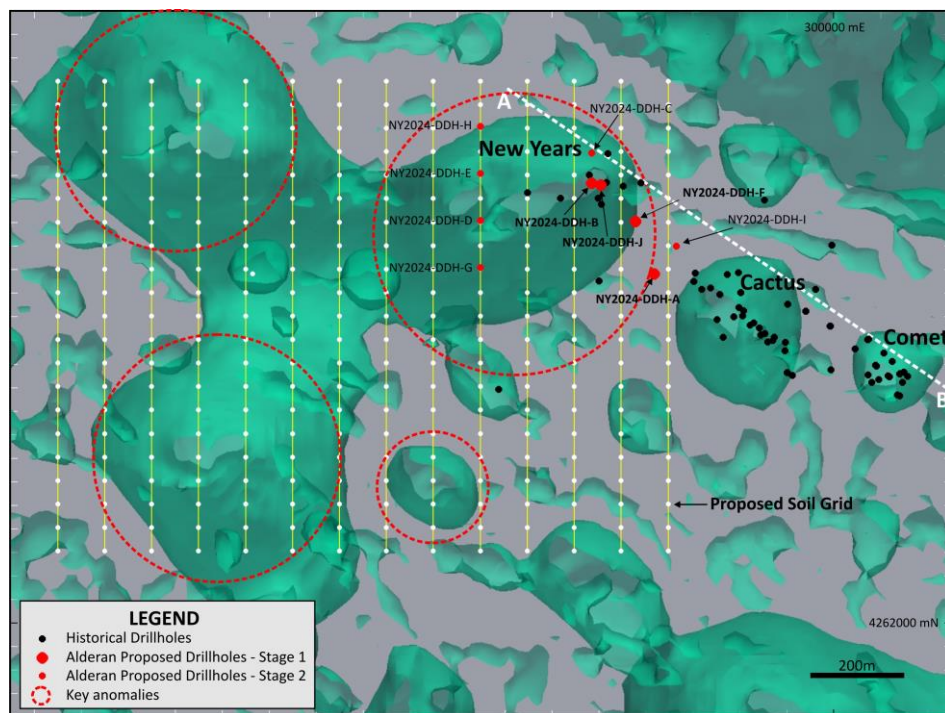 300000 mE
A
NY2024-DDH-C
NY2024-DDH-H
New Years
NY2024-DDH-E
NY2024-DDH-F
NY2024-DDH-I
NY2024-DDH-D
NY2024-DDH-B
NY2024-DDH-J
NY2024-DDH-G
NY2024-DDH-A
Cactus
Comet
B
Proposed Soil Grid
LEGEND
Historical Drillholes
Alderan Proposed Drillholes - Stage 1
Alderan Proposed Drillholes - Stage 2
Key anomalies
4262000 mN
200m